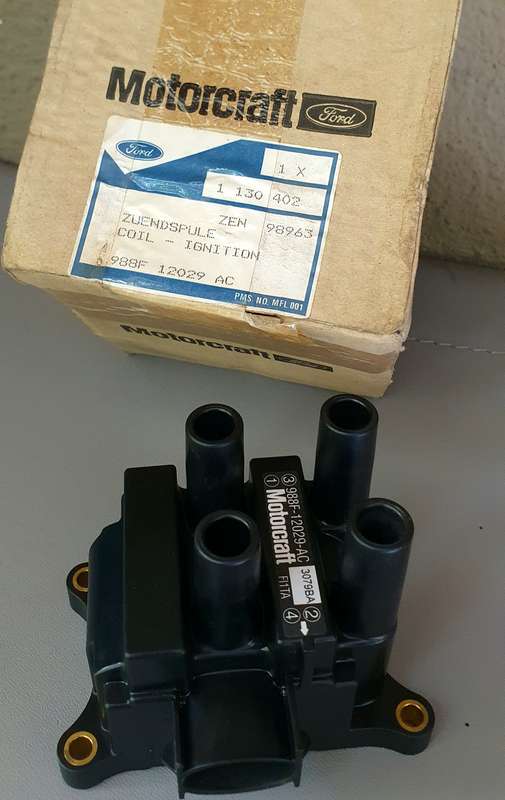 Motorcraft Ford
Ford
1 X
1 130 402
ZUENDSPULE - ZEN 98963
COIL - IGNITION
988F 12029 AC
PMS NO. MFL 001
Motorcraft
③ 988F-12029-AC 3079BA ②
① Motorcraft FI1TA ④